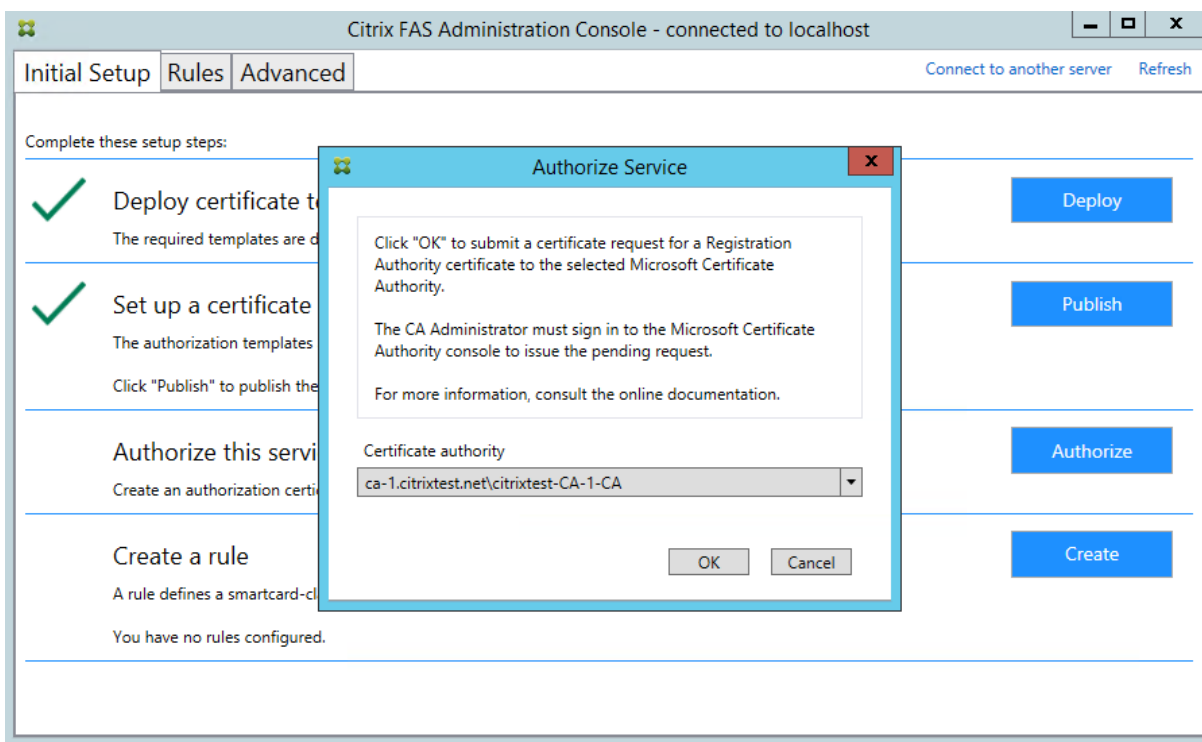 Citrix FAS Administration Console - connected to localhost
Initial Setup Rules Advanced Connect to another server Refresh
Complete these setup steps:
Authorize Service
Deploy certificate Deploy
The required templates are
Click "OK" to submit a certificate request for a Registration
Authority certificate to the selected Microsoft Certificate
Authority.
Set up a certificate Publish
The authorization templates
The CA Administrator must sign in to the Microsoft Certificate
Authority console to issue the pending request.
Click "Publish" to publish the
For more information, consult the online documentation.
Authorize this Authorize
Create an authorization
Certificate authority
ca-1.citrixtest.net\citrixtest-CA-1-CA
Create a rule Create
OK Cancel
A rule defines a
You have no rules configured.